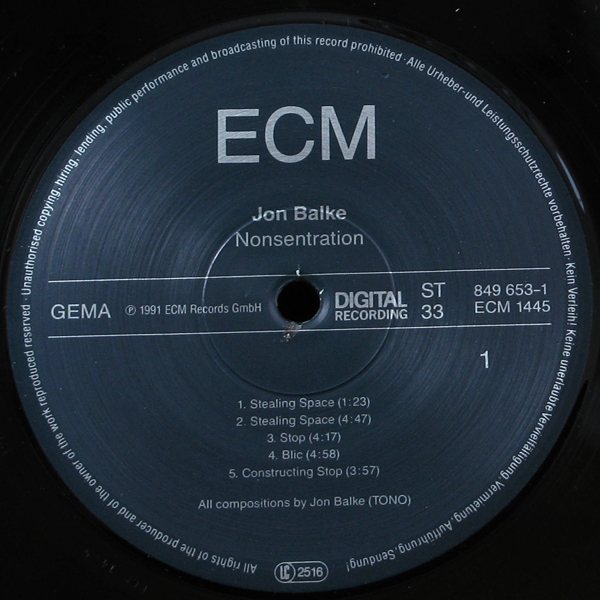 ECM
Jon Balke
Nonsentration
GEMA ℗ 1991 ECM Records GmbH
DIGITAL
RECORDING
ST
33
849 653-1
ECM 1445
1
1. Stealing Space (1:23)
2. Stealing Space (4:47)
3. Stop (4:17)
4. Blic (4:58)
5. Constructing Stop (3:57)
All compositions by Jon Balke (TONO)
All rights of the producer and of the owner of the work reproduced reserved · Unauthorised copying, hiring, lending, public performance and broadcasting of this record prohibited · Alle Urheber- und Leistungsschutzrechte vorbehalten · Kein Verleih! Keine unerlaubte Vervielfältigung, Vermietung, Aufführung, Sendung!
LC 2516